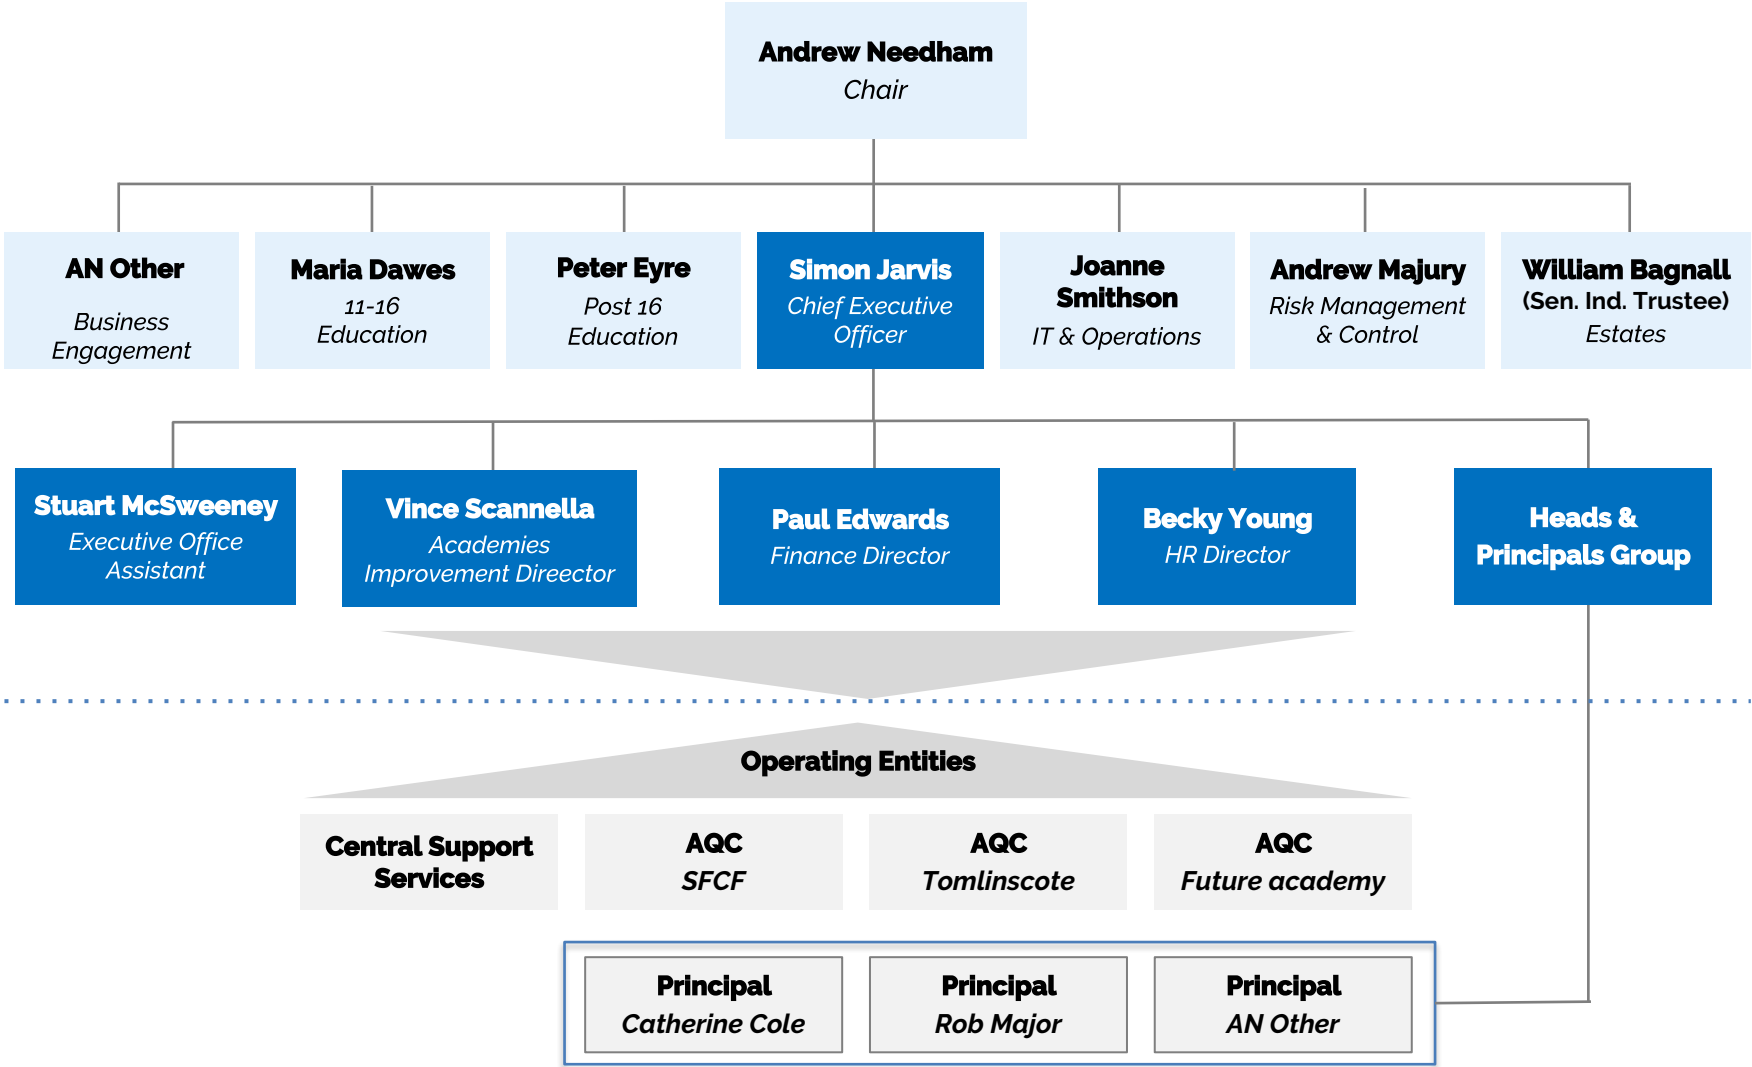 Andrew Needham
Chair
AN Other
Business
Engagement
Maria Dawes
11-16
Education
Peter Eyre
Post 16
Education
Simon Jarvis
Chief Executive
Officer
Joanne
Smithson
IT & Operations
Andrew Majury
Risk Management
& Control
William Bagnall
(Sen. Ind. Trustee)
Estates
Stuart McSweeney
Executive Office
Assistant
Vince Scannella
Academies
Improvement Direector
Paul Edwards
Finance Director
Becky Young
HR Director
Heads &
Principals Group
Operating Entities
Central Support
Services
AQC
SFCF
AQC
Tomlinscote
AQC
Future academy
Principal
Catherine Cole
Principal
Rob Major
Principal
AN Other